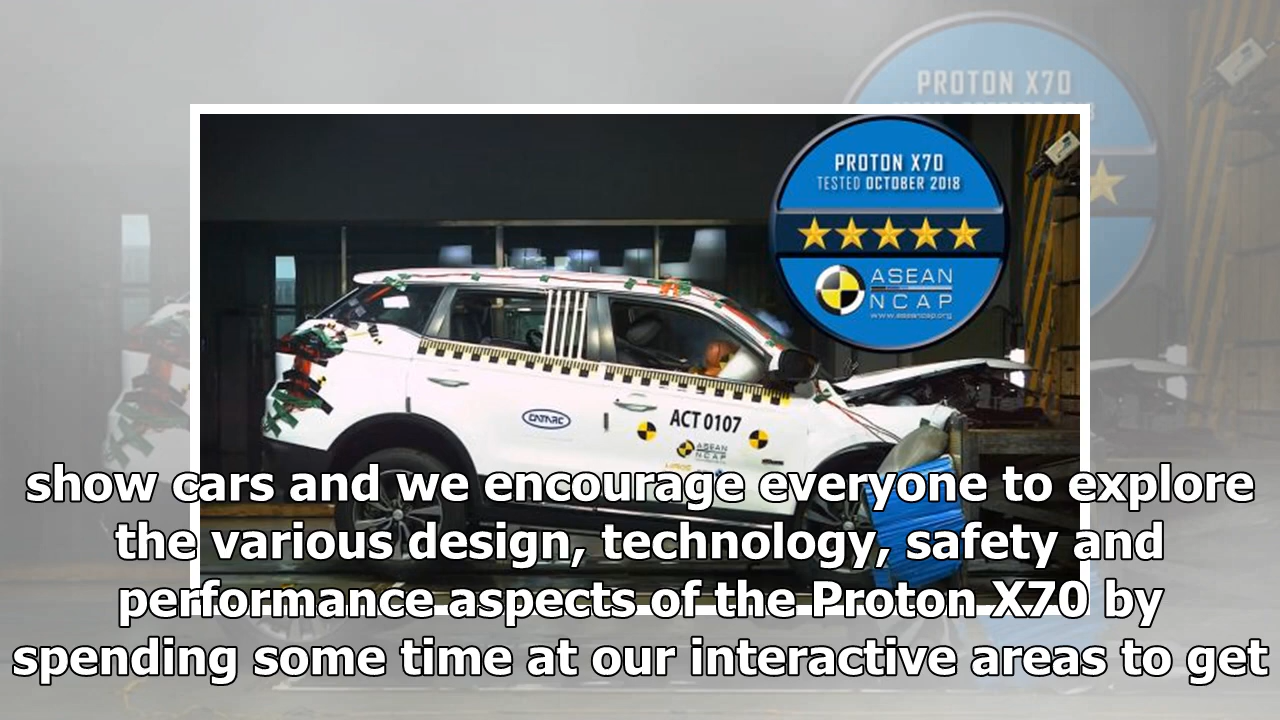 PROTON X70
PROTON X70
TESTED OCTOBER 2018
ASEAN
NCAP
www.aseancap.org
CATARC
ACT 0107
ASEAN
NCAP
show cars and we encourage everyone to explore
the various design, technology, safety and
performance aspects of the Proton X70 by
spending some time at our interactive areas to get